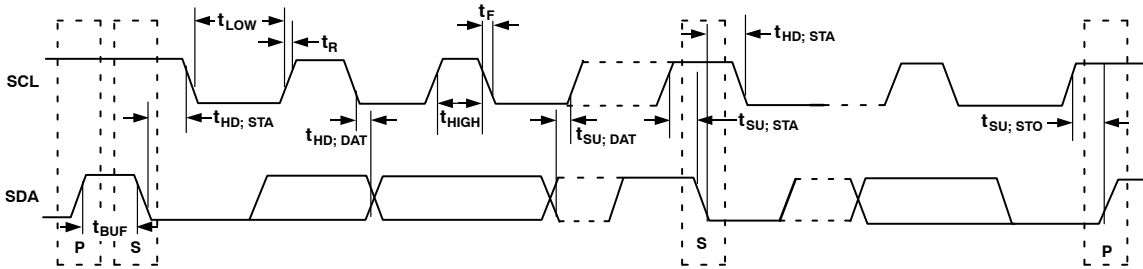 tLOW
tR
tF
tHD; STA
SCL
tHD; STA
tHD; DAT
tHIGH
tSU; DAT
tSU; STA
tSU; STO
SDA
tBUF
P
S
S
P